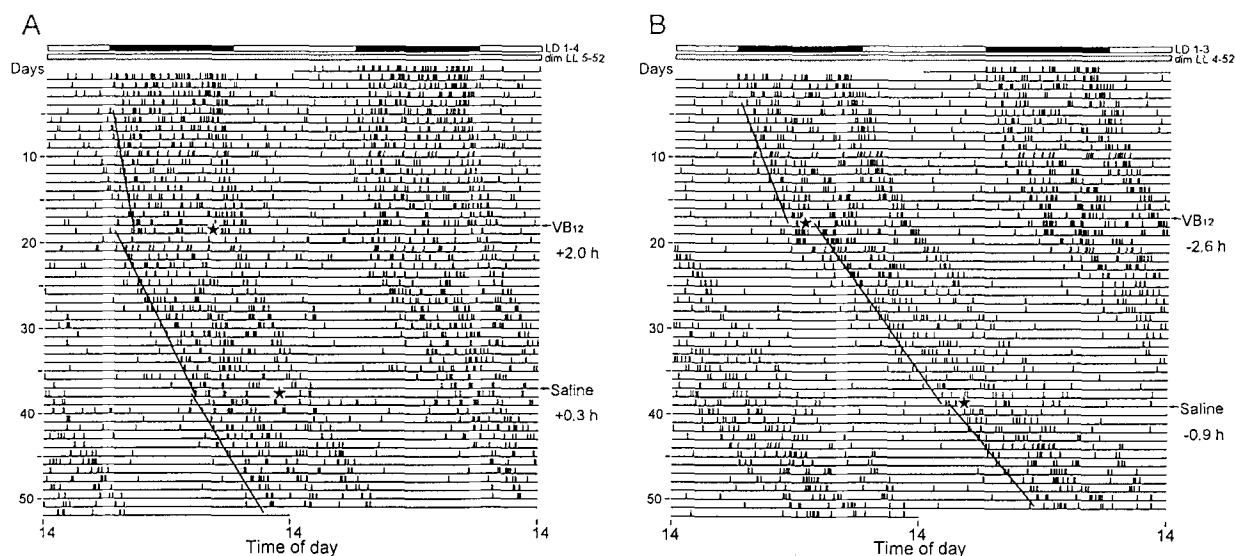 A
LD 1-4
dim LL 5-52
Days
10
20
30
40
50
VB12
+2.0 h
Saline
+0.3 h
14 14 14
Time of day
B
LD 1-3
dim LL 4-52
Days
10
20
30
40
50
VB12
-2.6 h
Saline
-0.9 h
14 14 14
Time of day